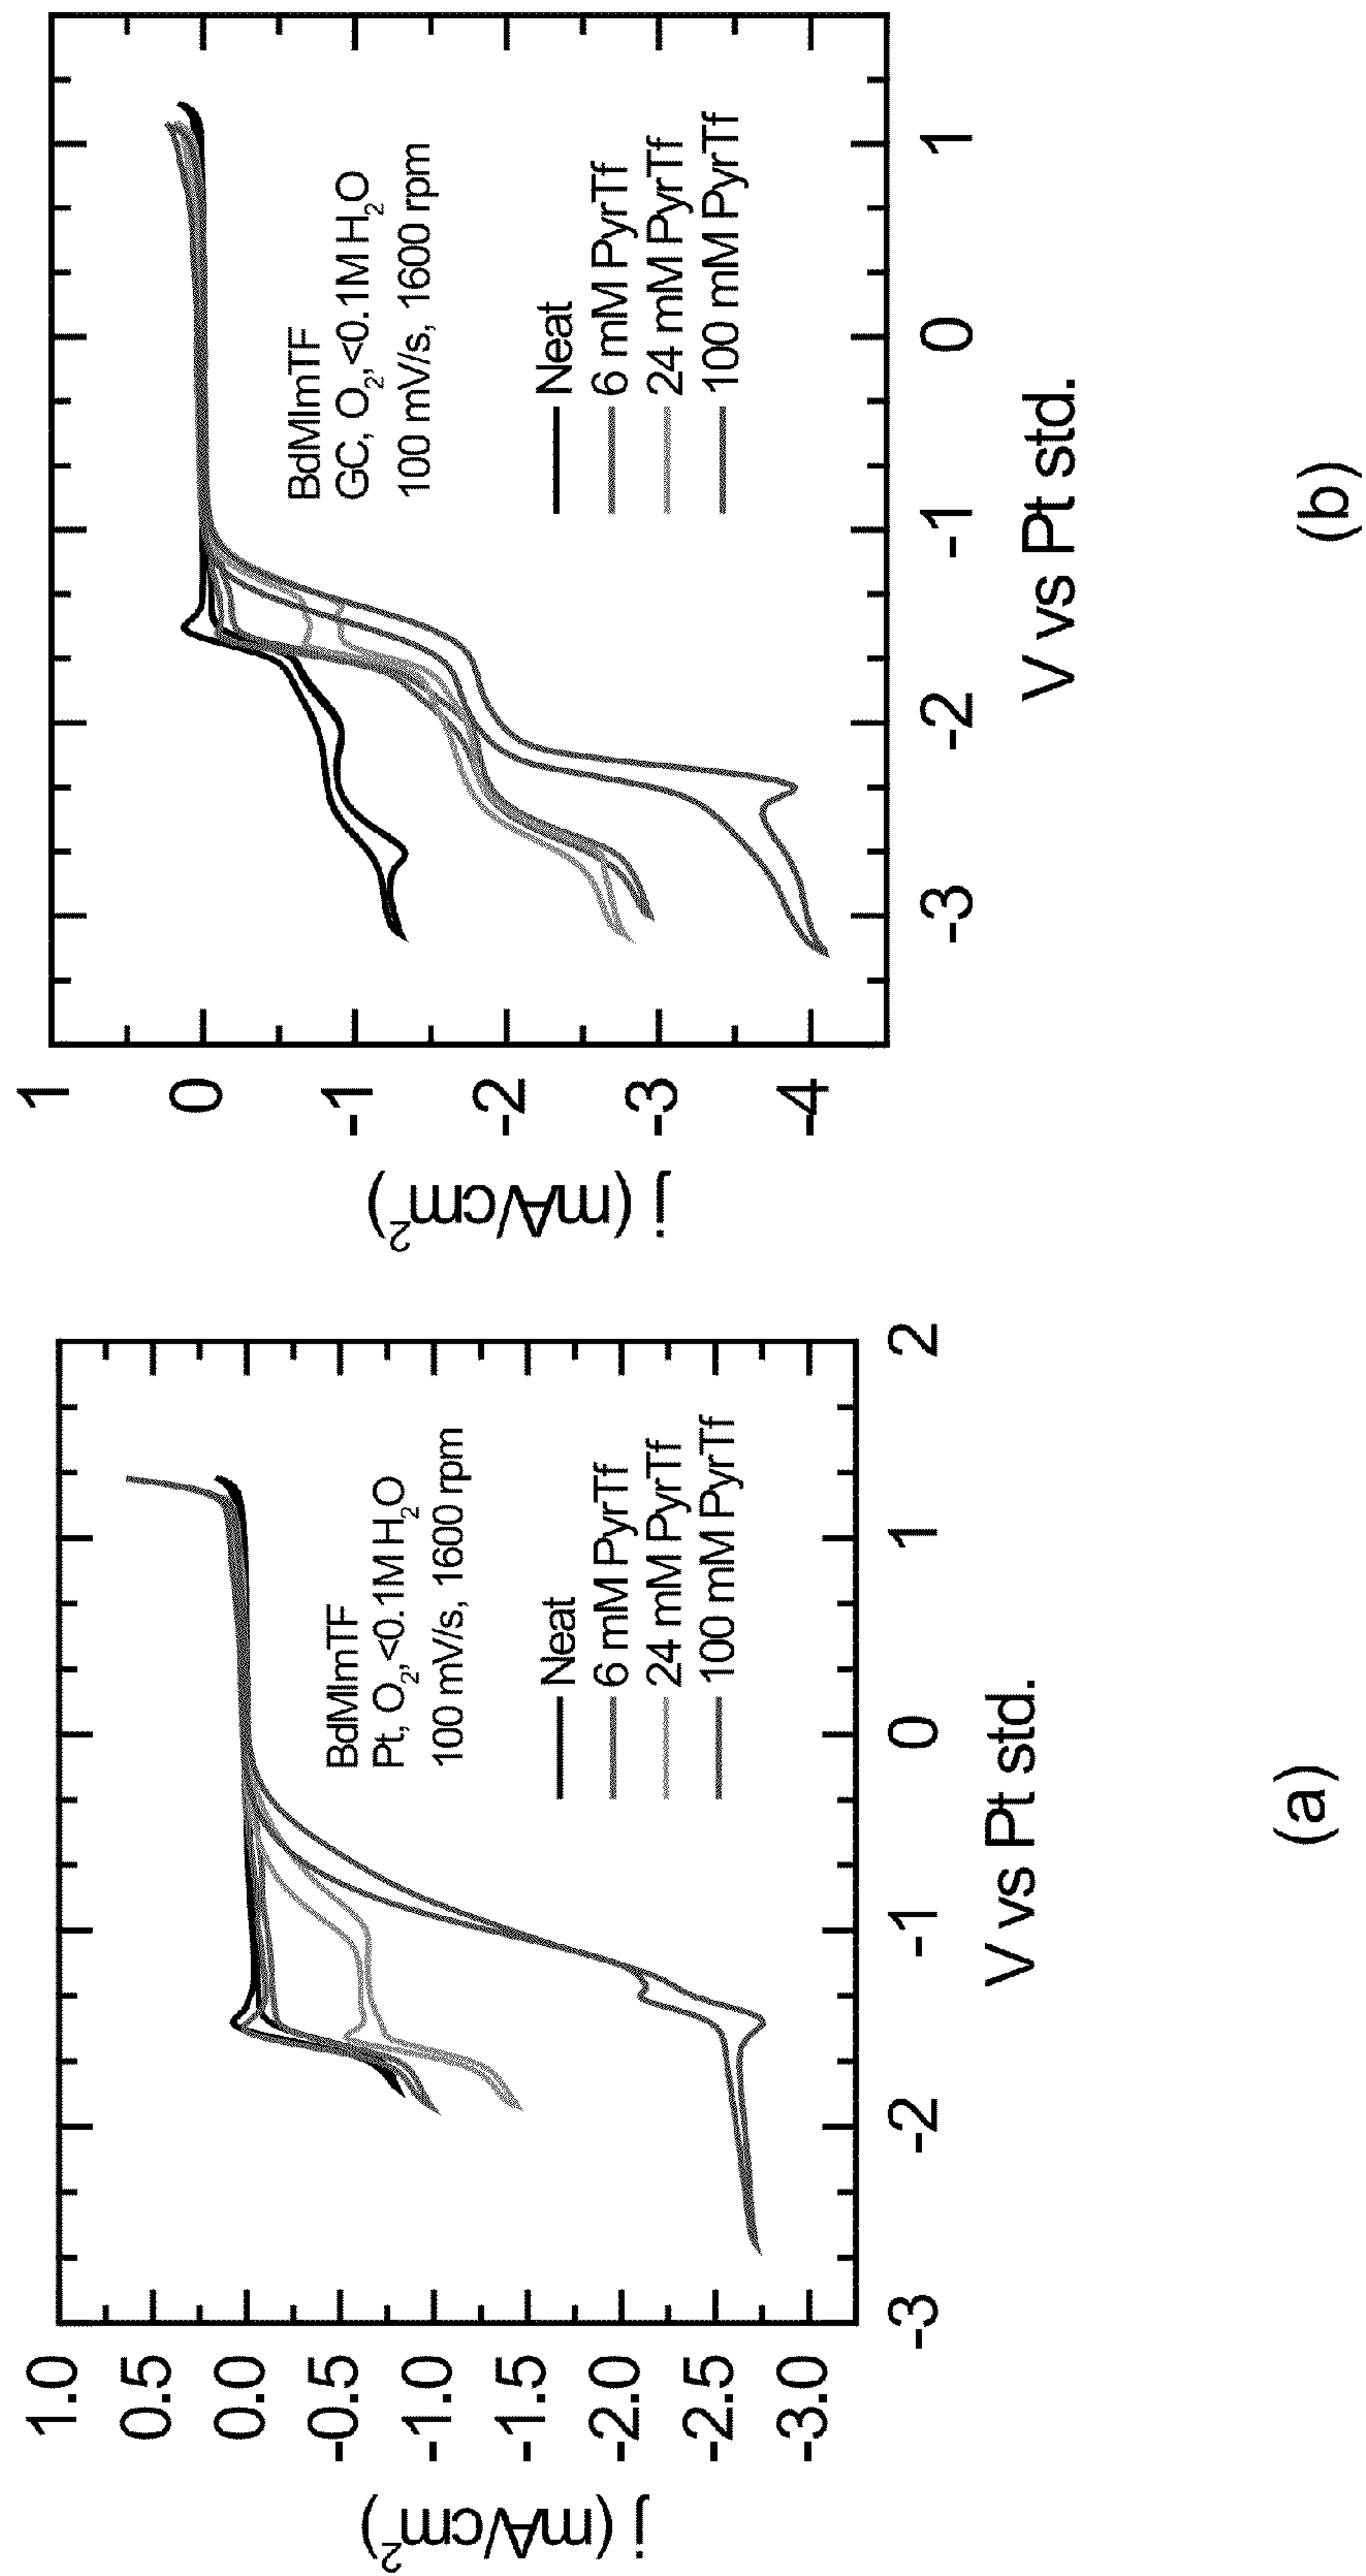 1.0
0.5
0.0
-0.5
-1.0
-1.5
-2.0
-2.5
-3.0
j (mA/cm²)
BdMImTF
Pt, O₂, <0.1M H₂O
100 mV/s, 1600 rpm
Neat
6 mM PyrTf
24 mM PyrTf
100 mM PyrTf
-3 -2 -1 0 1 2
V vs Pt std.
(a)
1
0
-1
-2
-3
-4
j (mA/cm²)
BdMImTF
GC, O₂, <0.1M H₂O
100 mV/s, 1600 rpm
Neat
6 mM PyrTf
24 mM PyrTf
100 mM PyrTf
-3 -2 -1 0 1
V vs Pt std.
(b)